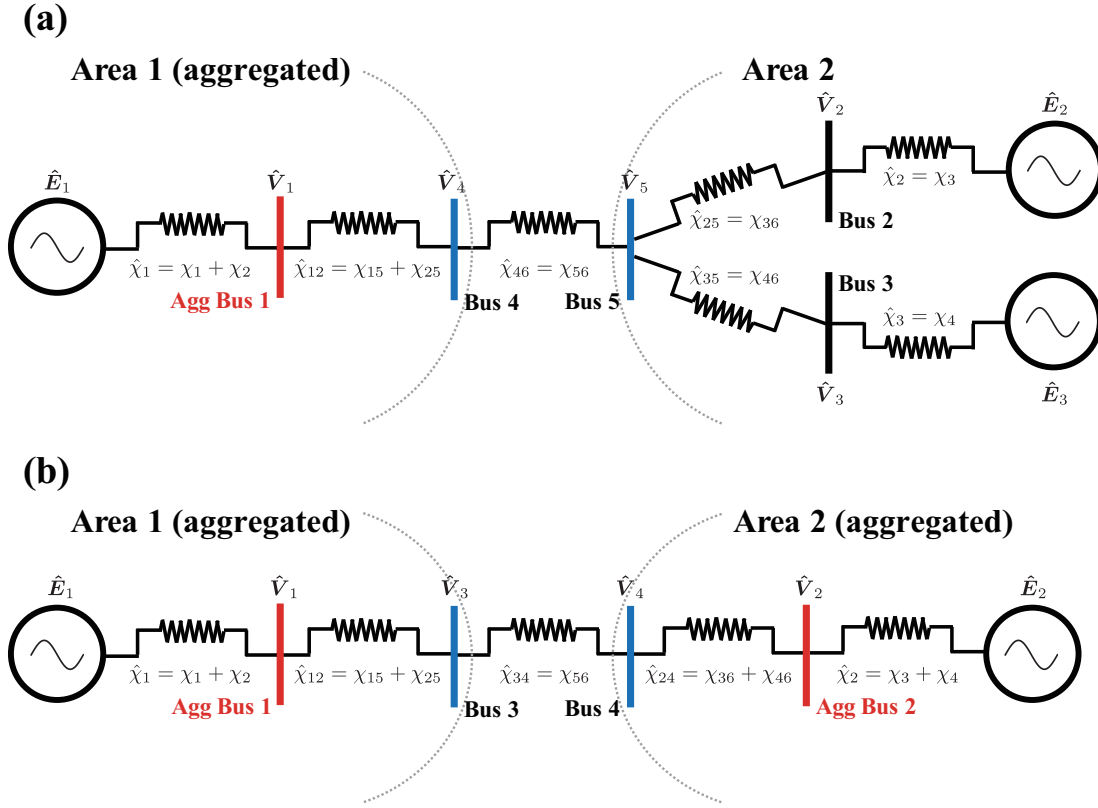 (a)
Area 1 (aggregated)
Area 2
Ê₁
V̂₁
V̂₄
V̂₅
V̂₂
Ê₂
χ̂₁ = χ₁ + χ₂
χ̂₁₂ = χ₁₅ + χ₂₅
χ̂₄₆ = χ₅₆
χ̂₂₅ = χ₃₆
χ̂₂ = χ₃
Bus 2
Agg Bus 1
Bus 4
Bus 5
χ̂₃₅ = χ₄₆
Bus 3
χ̂₃ = χ₄
V̂₃
Ê₃
(b)
Area 1 (aggregated)
Area 2 (aggregated)
Ê₁
V̂₁
V̂₃
V̂₄
V̂₂
Ê₂
χ̂₁ = χ₁ + χ₂
χ̂₁₂ = χ₁₅ + χ₂₅
χ̂₃₄ = χ₅₆
χ̂₂₄ = χ₃₆ + χ₄₆
χ̂₂ = χ₃ + χ₄
Agg Bus 1
Bus 3
Bus 4
Agg Bus 2